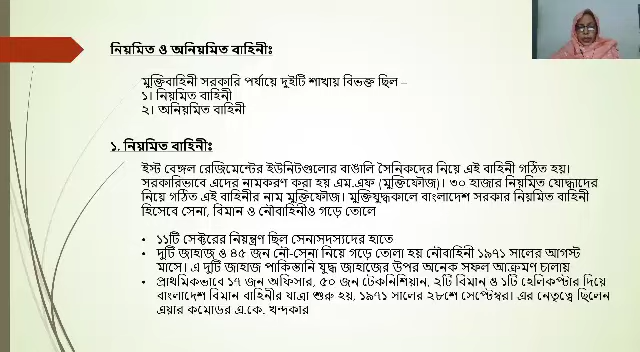 নিয়মিত ও অনিয়মিত বাহিনীঃ
মুক্তিবাহিনী সরকারি পর্যায়ে দুইটি শাখায় বিভক্ত ছিল –
১। নিয়মিত বাহিনী
২। অনিয়মিত বাহিনী
১. নিয়মিত বাহিনীঃ
ইস্ট বেঙ্গল রেজিমেন্টের ইউনিটগুলোর বাঙালি সৈনিকদের নিয়ে এই বাহিনী গঠিত হয়।
সরকারিভাবে এদের নামকরণ করা হয় এম.এফ (মুক্তিফৌজ)। ৩০ হাজার নিয়মিত যোদ্ধাদের
নিয়ে গঠিত এই বাহিনীর নাম মুক্তিফৌজ। মুক্তিযুদ্ধকালে বাংলাদেশ সরকার নিয়মিত বাহিনী
হিসেবে সেনা, বিমান ও নৌবাহিনীও গড়ে তোলে
• ১১টি সেক্টরের নিয়ন্ত্রণ ছিল সেনাসদস্যদের হাতে
• দুটি জাহাজ ও ৪৫ জন নৌ-সেনা নিয়ে গড়ে তোলা হয় নৌবাহিনী ১৯৭১ সালের আগস্ট
মাসে। এ দুটি জাহাজ পাকিস্তানি যুদ্ধ জাহাজের উপর অনেক সফল আক্রমণ চালায়
• প্রাথমিকভাবে ১৭ জন অফিসার, ৫০ জন টেকনিশিয়ান, ২টি বিমান ও ১টি হেলিকপ্টার দিয়ে
বাংলাদেশ বিমান বাহিনীর যাত্রা শুরু হয়, ১৯৭১ সালের ২৮শে সেপ্টেম্বর। এর নেতৃত্বে ছিলেন
এয়ার কমোডর এ.কে. খন্দকার